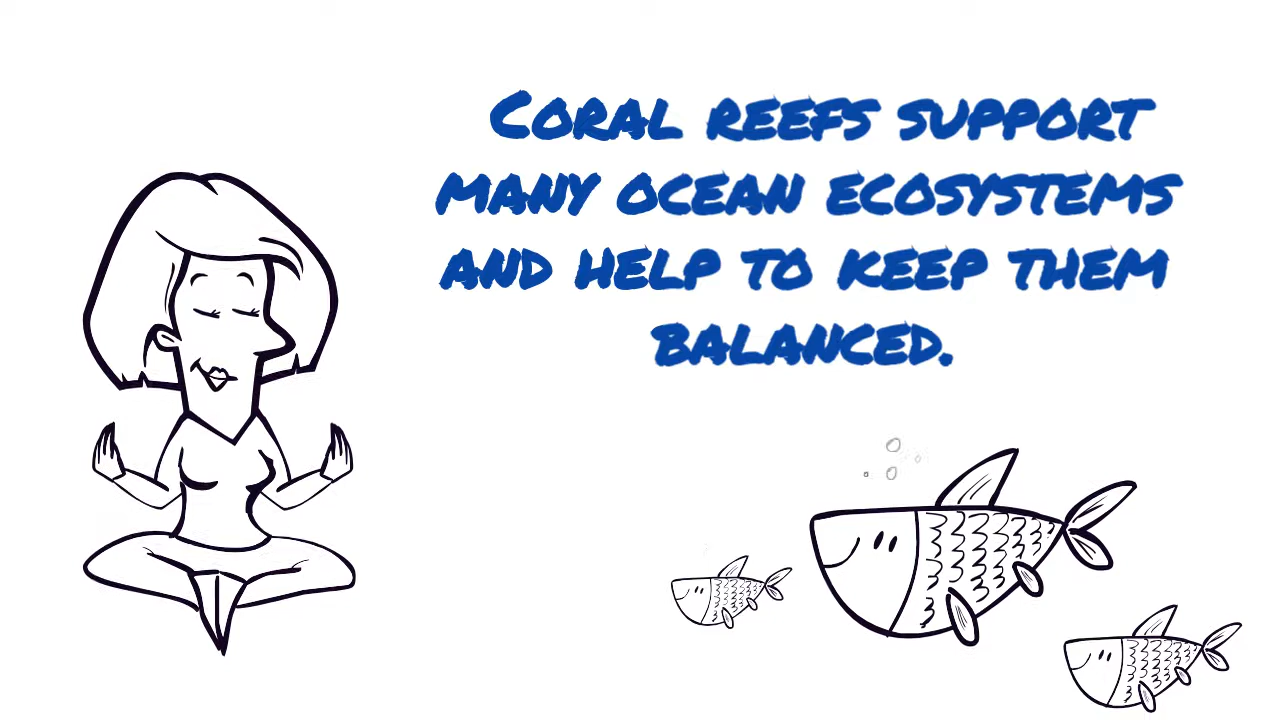 Coral reefs support
many ocean ecosystems
and help to keep them
balanced.